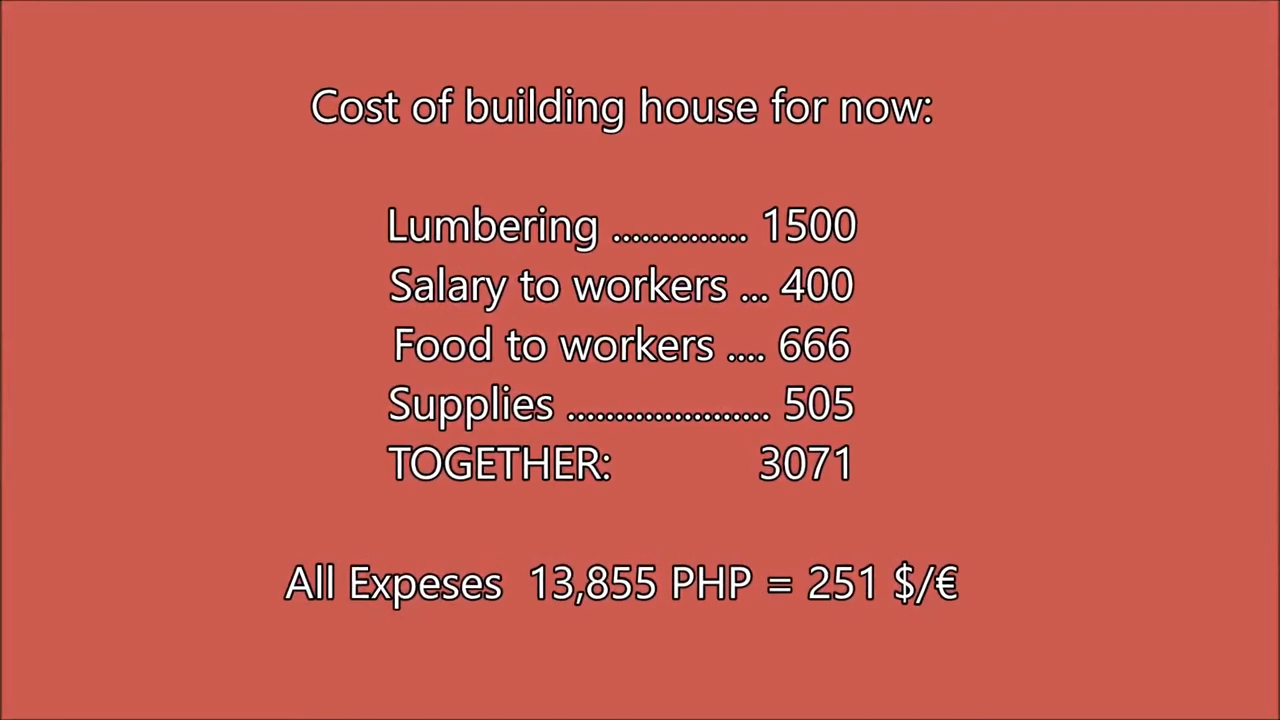 Cost of building house for now:
Lumbering .............. 1500
Salary to workers ... 400
Food to workers .... 666
Supplies ..................... 505
TOGETHER: 3071
All Expeses 13,855 PHP = 251 $/€